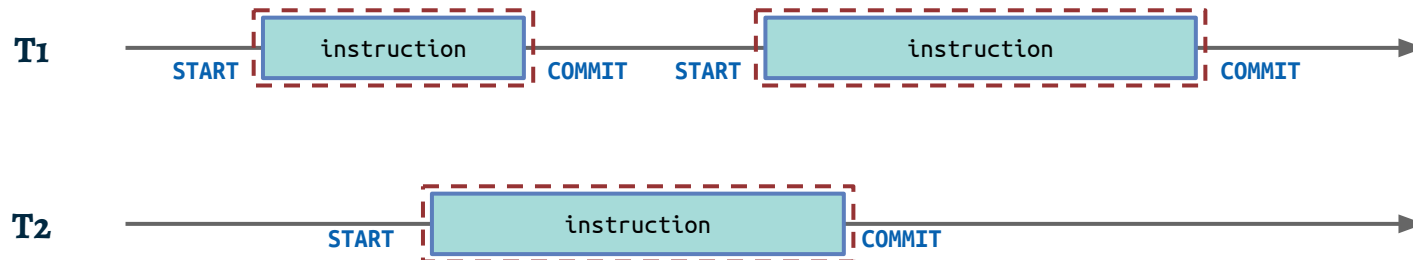 T1 instruction instruction
START COMMIT START COMMIT
T2 instruction
START COMMIT